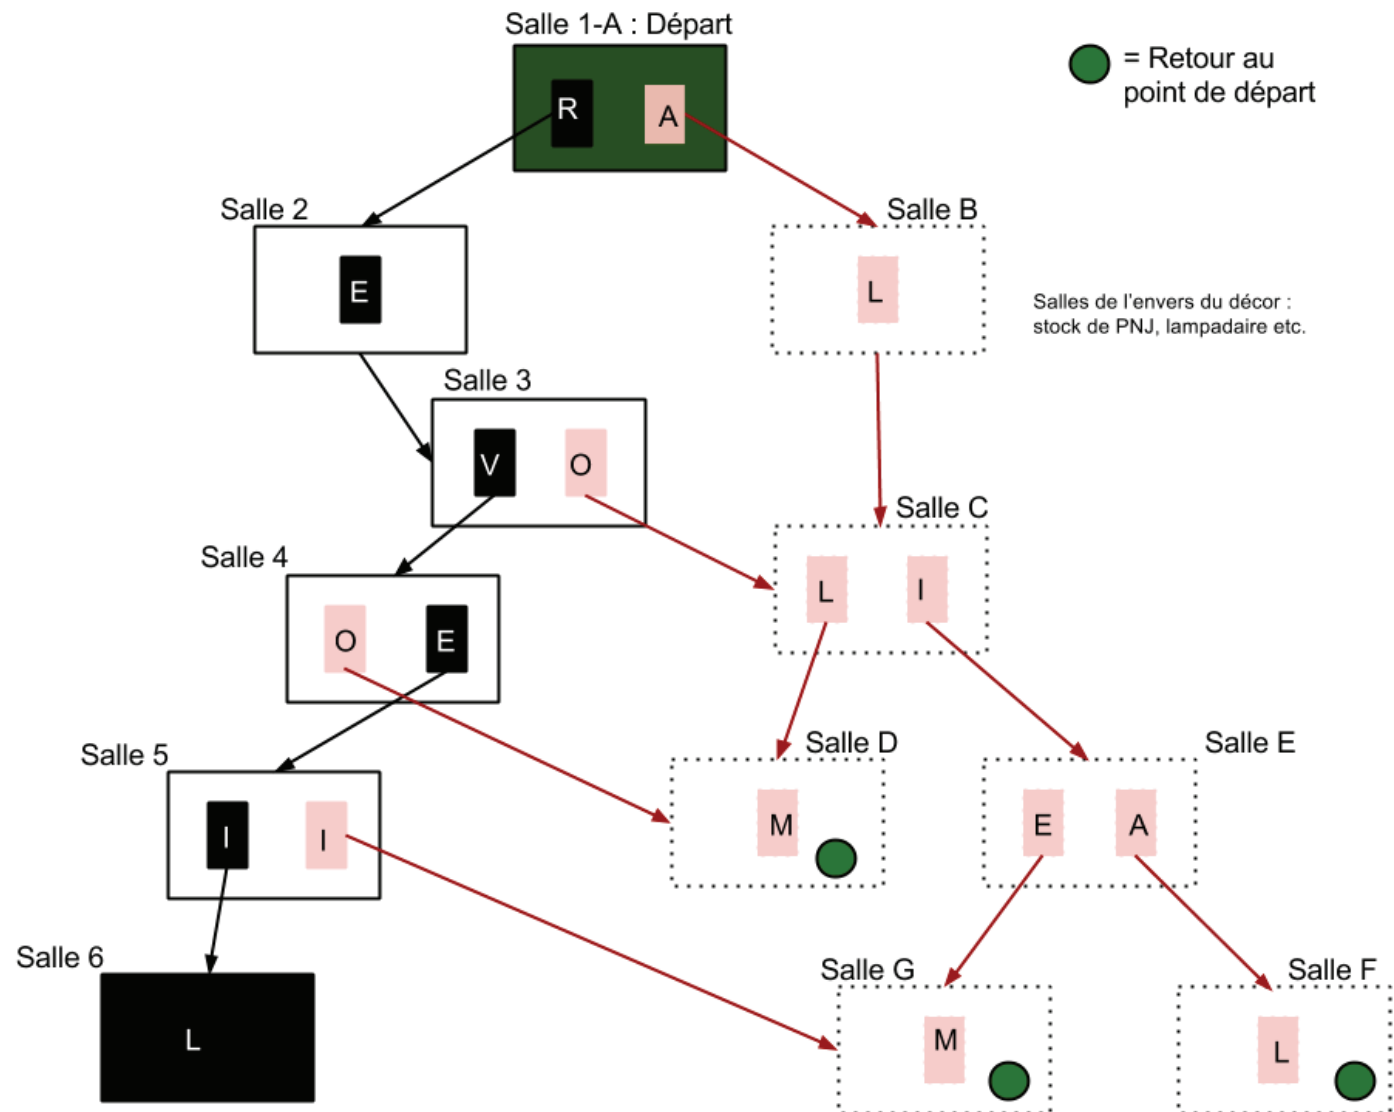 Salle 1-A : Départ
R
A
= Retour au
point de départ
Salle 2
E
Salle B
L
Salles de l'envers du décor :
stock de PNJ, lampadaire etc.
Salle 3
V
O
Salle C
L
I
Salle 4
O
E
Salle D
M
Salle E
E
A
Salle 5
I
I
Salle 6
L
Salle G
M
Salle F
L